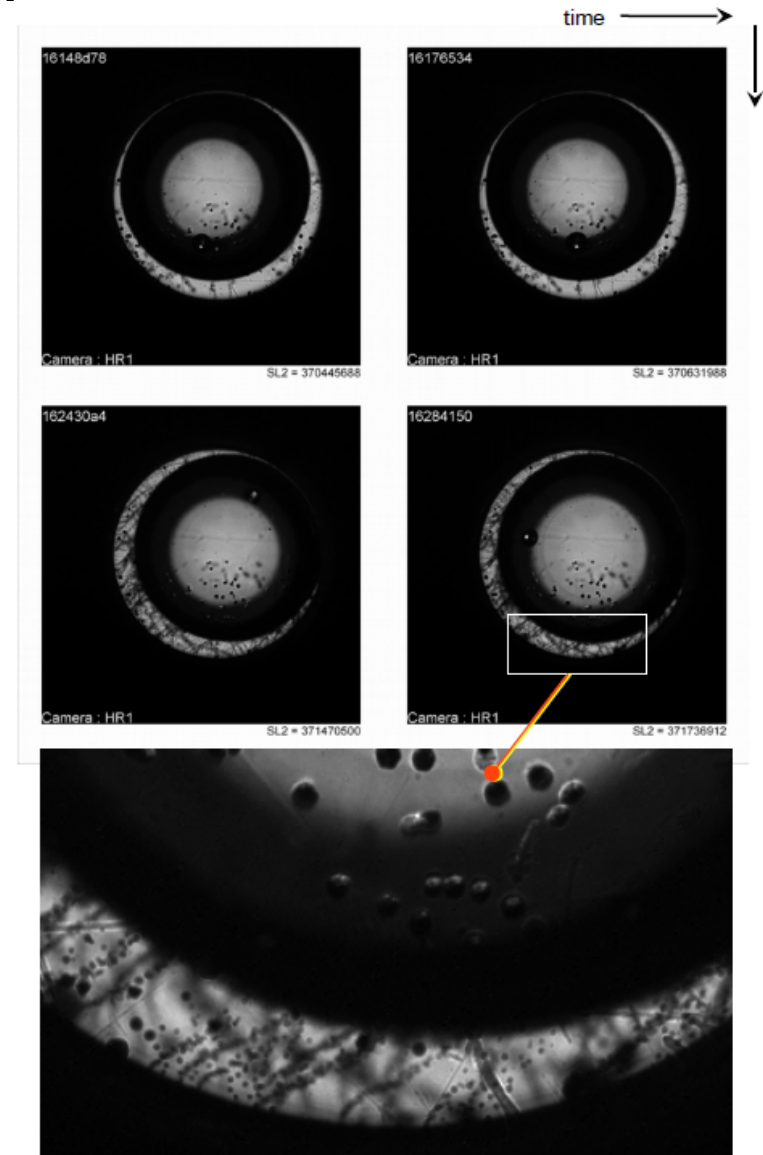 time
16148d78
16176534
Camera : HR1
Camera : HR1
SL2 = 370445688
SL2 = 370631988
162430a4
16284150
Camera : HR1
Camera : HR1
SL2 = 371470500
SL2 = 371736912